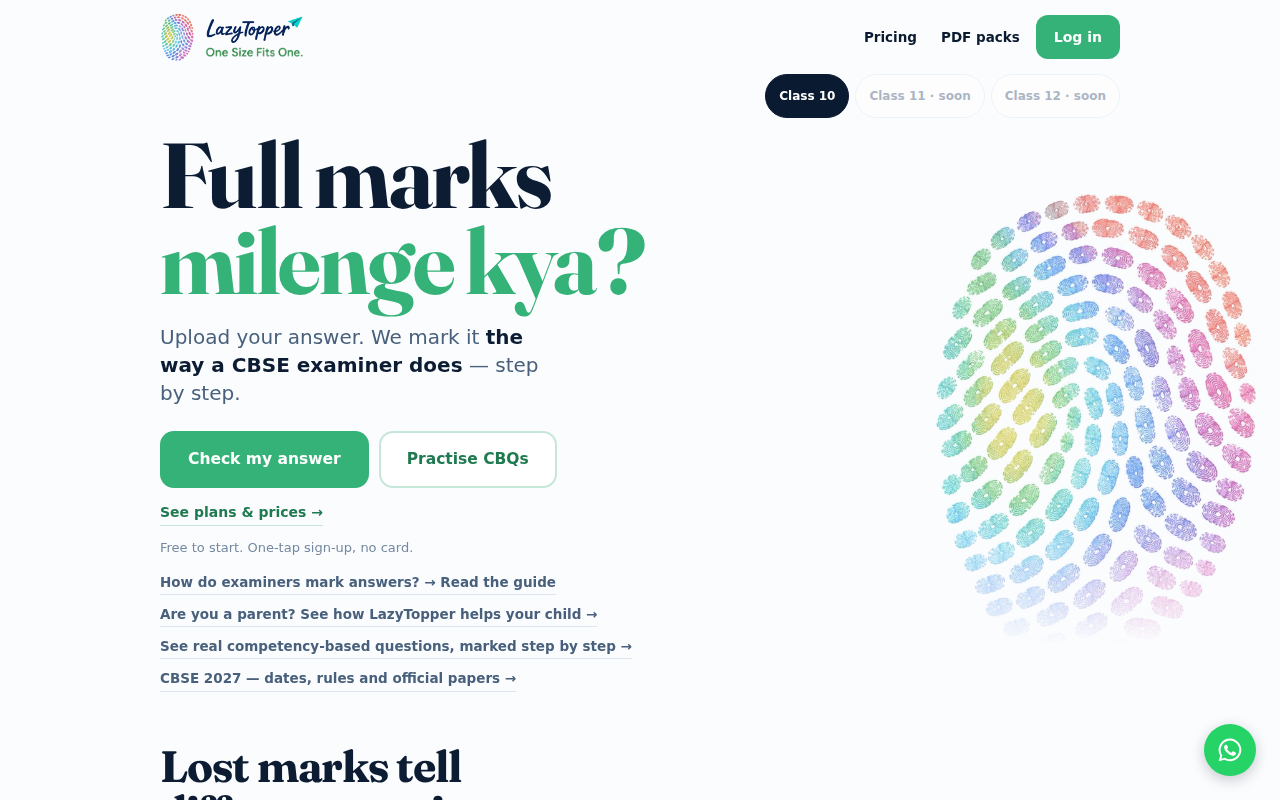 LazyTopper
One Size Fits One.
Pricing
PDF packs
Log in
Class 10
Class 11 · soon
Class 12 · soon
Full marks
milenge kya?
Upload your answer. We mark it the
way a CBSE examiner does — step
by step.
Check my answer
Practise CBQs
See plans & prices →
Free to start. One-tap sign-up, no card.
How do examiners mark answers? → Read the guide
Are you a parent? See how LazyTopper helps your child →
See real competency-based questions, marked step by step →
CBSE 2027 — dates, rules and official papers →
Lost marks tell